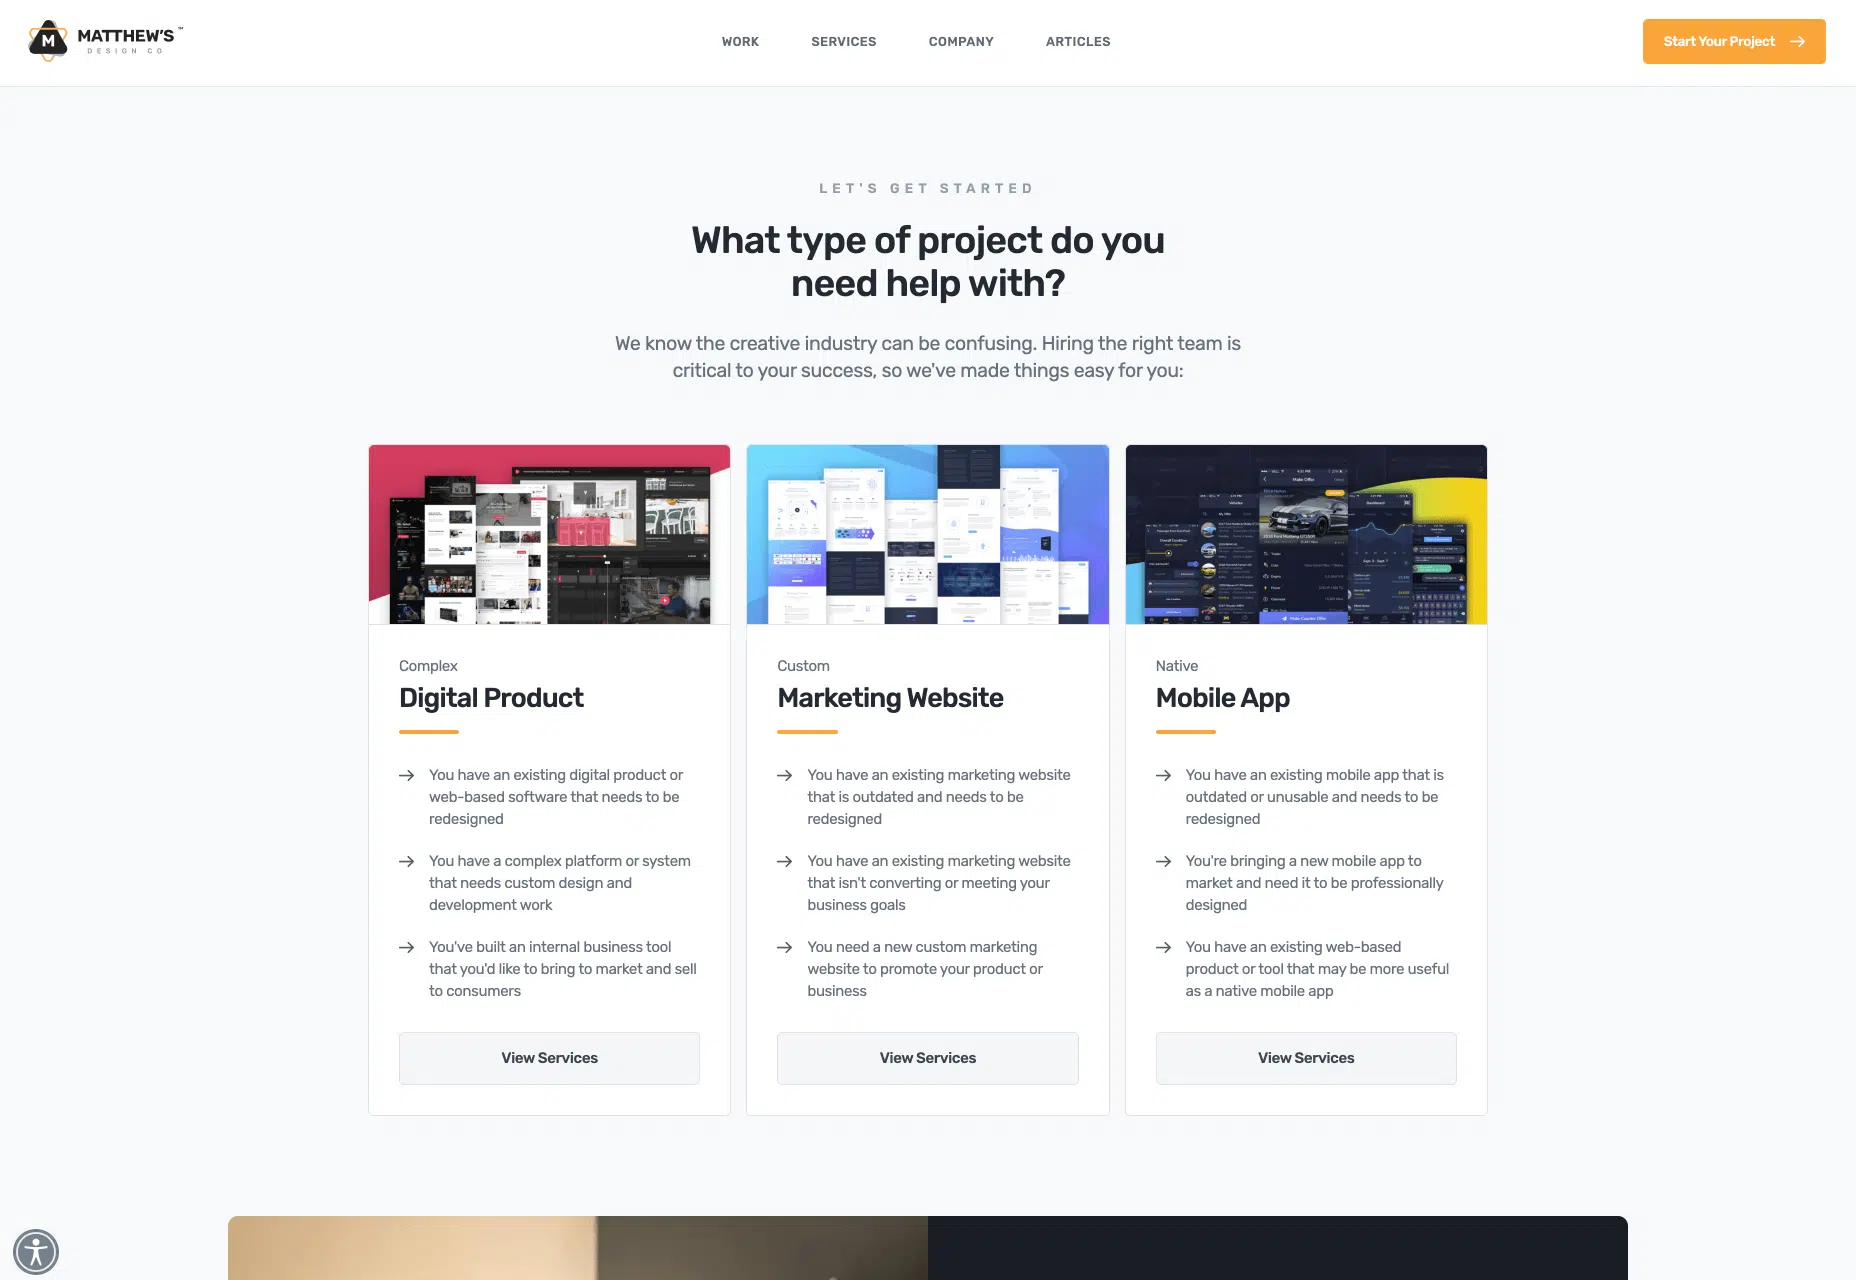 M
MATTHEW'S™
DESIGN CO
WORK
SERVICES
COMPANY
ARTICLES
Start Your Project
LET'S GET STARTED
What type of project do you
need help with?
We know the creative industry can be confusing. Hiring the right team is
critical to your success, so we've made things easy for you:
Complex
Digital Product
You have an existing digital product or
web-based software that needs to be
redesigned
You have a complex platform or system
that needs custom design and
development work
You've built an internal business tool
that you'd like to bring to market and sell
to consumers
View Services
Custom
Marketing Website
You have an existing marketing website
that is outdated and needs to be
redesigned
You have an existing marketing website
that isn't converting or meeting your
business goals
You need a new custom marketing
website to promote your product or
business
View Services
Make Offer
Make Counter Offer
Native
Mobile App
You have an existing mobile app that is
outdated or unusable and needs to be
redesigned
You're bringing a new mobile app to
market and need it to be professionally
designed
You have an existing web-based
product or tool that may be more useful
as a native mobile app
View Services